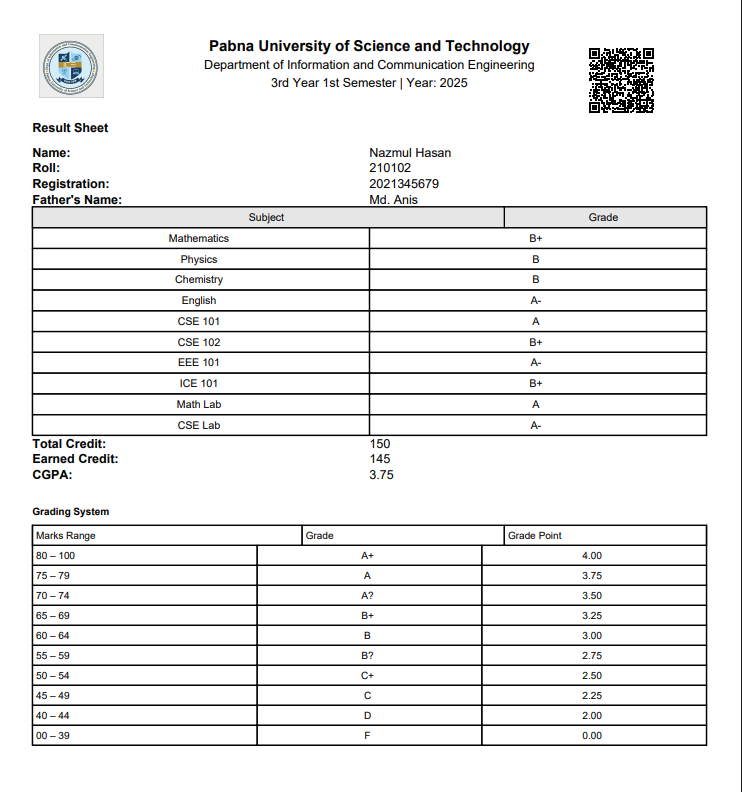 Pabna University of Science and Technology
Department of Information and Communication Engineering
3rd Year 1st Semester | Year: 2025
Result Sheet
Name: Nazmul Hasan
Roll: 210102
Registration: 2021345679
Father's Name: Md. Anis
Subject Grade
Mathematics B+
Physics B
Chemistry B
English A-
CSE 101 A
CSE 102 B+
EEE 101 A-
ICE 101 B+
Math Lab A
CSE Lab A-
Total Credit: 150
Earned Credit: 145
CGPA: 3.75
Grading System
Marks Range Grade Grade Point
80 – 100 A+ 4.00
75 – 79 A 3.75
70 – 74 A? 3.50
65 – 69 B+ 3.25
60 – 64 B 3.00
55 – 59 B? 2.75
50 – 54 C+ 2.50
45 – 49 C 2.25
40 – 44 D 2.00
00 – 39 F 0.00